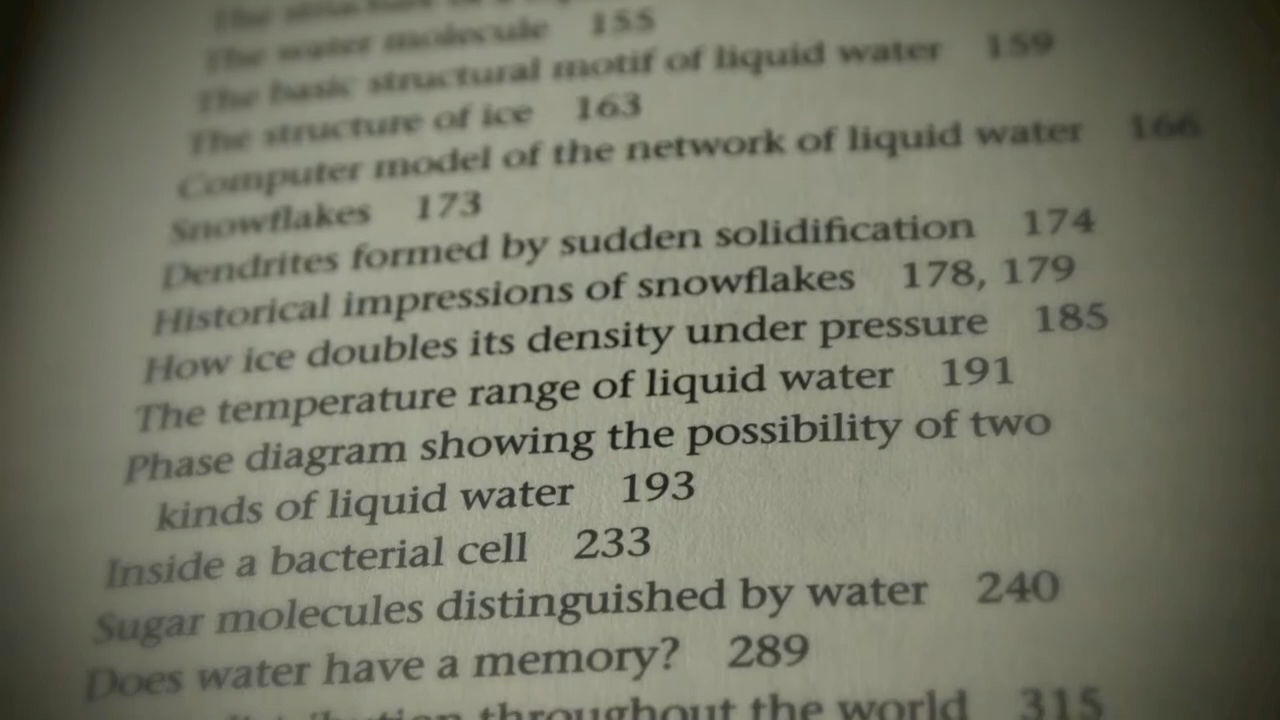 The structure of a
The water molecule 155
The basic structural motif of liquid water 159
The structure of ice 163
Computer model of the network of liquid water 166
Snowflakes 173
Dendrites formed by sudden solidification 174
Historical impressions of snowflakes 178, 179
How ice doubles its density under pressure 185
The temperature range of liquid water 191
Phase diagram showing the possibility of two
kinds of liquid water 193
Inside a bacterial cell 233
Sugar molecules distinguished by water 240
Does water have a memory? 289
distribution throughout the world 315